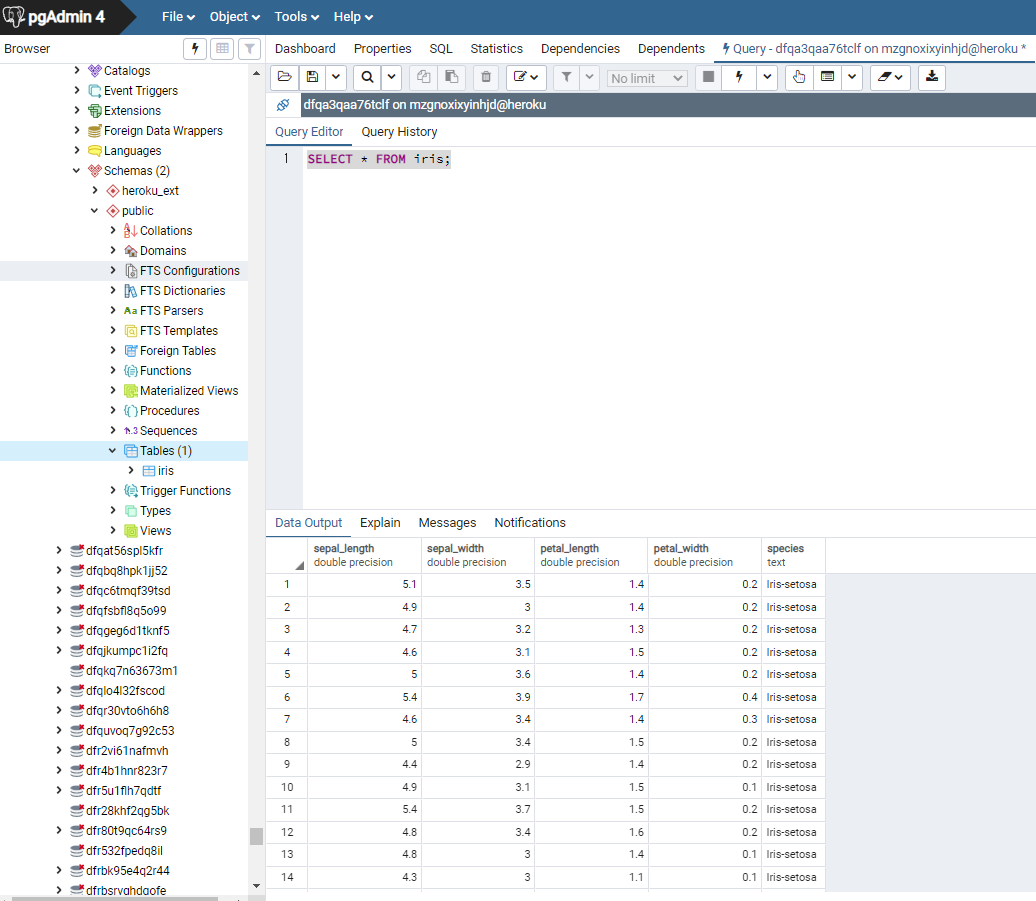 pgAdmin 4
File Object Tools Help
Browser
Dashboard Properties SQL Statistics Dependencies Dependents Query - dfqa3qaa76tclf on mzgnoxixyinhjd@heroku *
No limit
dfqa3qaa76tclf on mzgnoxixyinhjd@heroku
Query Editor Query History
1 SELECT * FROM iris;
Catalogs
Event Triggers
Extensions
Foreign Data Wrappers
Languages
Schemas (2)
heroku_ext
public
Collations
Domains
FTS Configurations
FTS Dictionaries
Aa FTS Parsers
FTS Templates
Foreign Tables
Functions
Materialized Views
Procedures
1..3 Sequences
Tables (1)
iris
Trigger Functions
Types
Views
dfqat56spl5kfr
dfqbq8hpk1jj52
dfqc6tmqf39tsd
dfqfsbfl8q5o99
dfqgeg6d1tknf5
dfqjkumpc1i2fq
dfqkq7n63673m1
dfqlo4l32fscod
dfqr30vto6h6h8
dfquvoq7g92c53
dfr2vi61nafmvh
dfr4b1hnr823r7
dfr5u1flh7qdtf
dfr28khf2qg5bk
dfr80t9qc64rs9
dfr532fpedq8il
dfrbk95e4q2r44
dfrbsrvghdqofe
Data Output Explain Messages Notifications
sepal_length sepal_width petal_length petal_width species
double precision double precision double precision double precision text
1 5.1 3.5 1.4 0.2 Iris-setosa
2 4.9 3 1.4 0.2 Iris-setosa
3 4.7 3.2 1.3 0.2 Iris-setosa
4 4.6 3.1 1.5 0.2 Iris-setosa
5 5 3.6 1.4 0.2 Iris-setosa
6 5.4 3.9 1.7 0.4 Iris-setosa
7 4.6 3.4 1.4 0.3 Iris-setosa
8 5 3.4 1.5 0.2 Iris-setosa
9 4.4 2.9 1.4 0.2 Iris-setosa
10 4.9 3.1 1.5 0.1 Iris-setosa
11 5.4 3.7 1.5 0.2 Iris-setosa
12 4.8 3.4 1.6 0.2 Iris-setosa
13 4.8 3 1.4 0.1 Iris-setosa
14 4.3 3 1.1 0.1 Iris-setosa